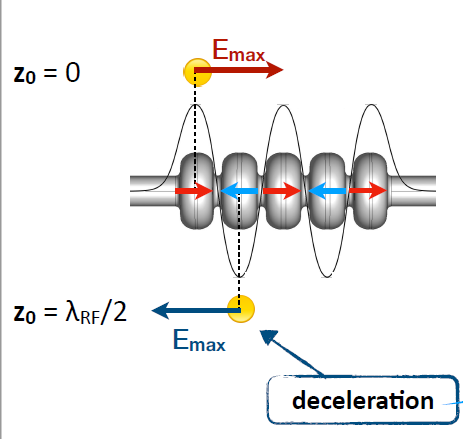 Emax
z₀ = 0
z₀ = λRF/2
Emax
deceleration